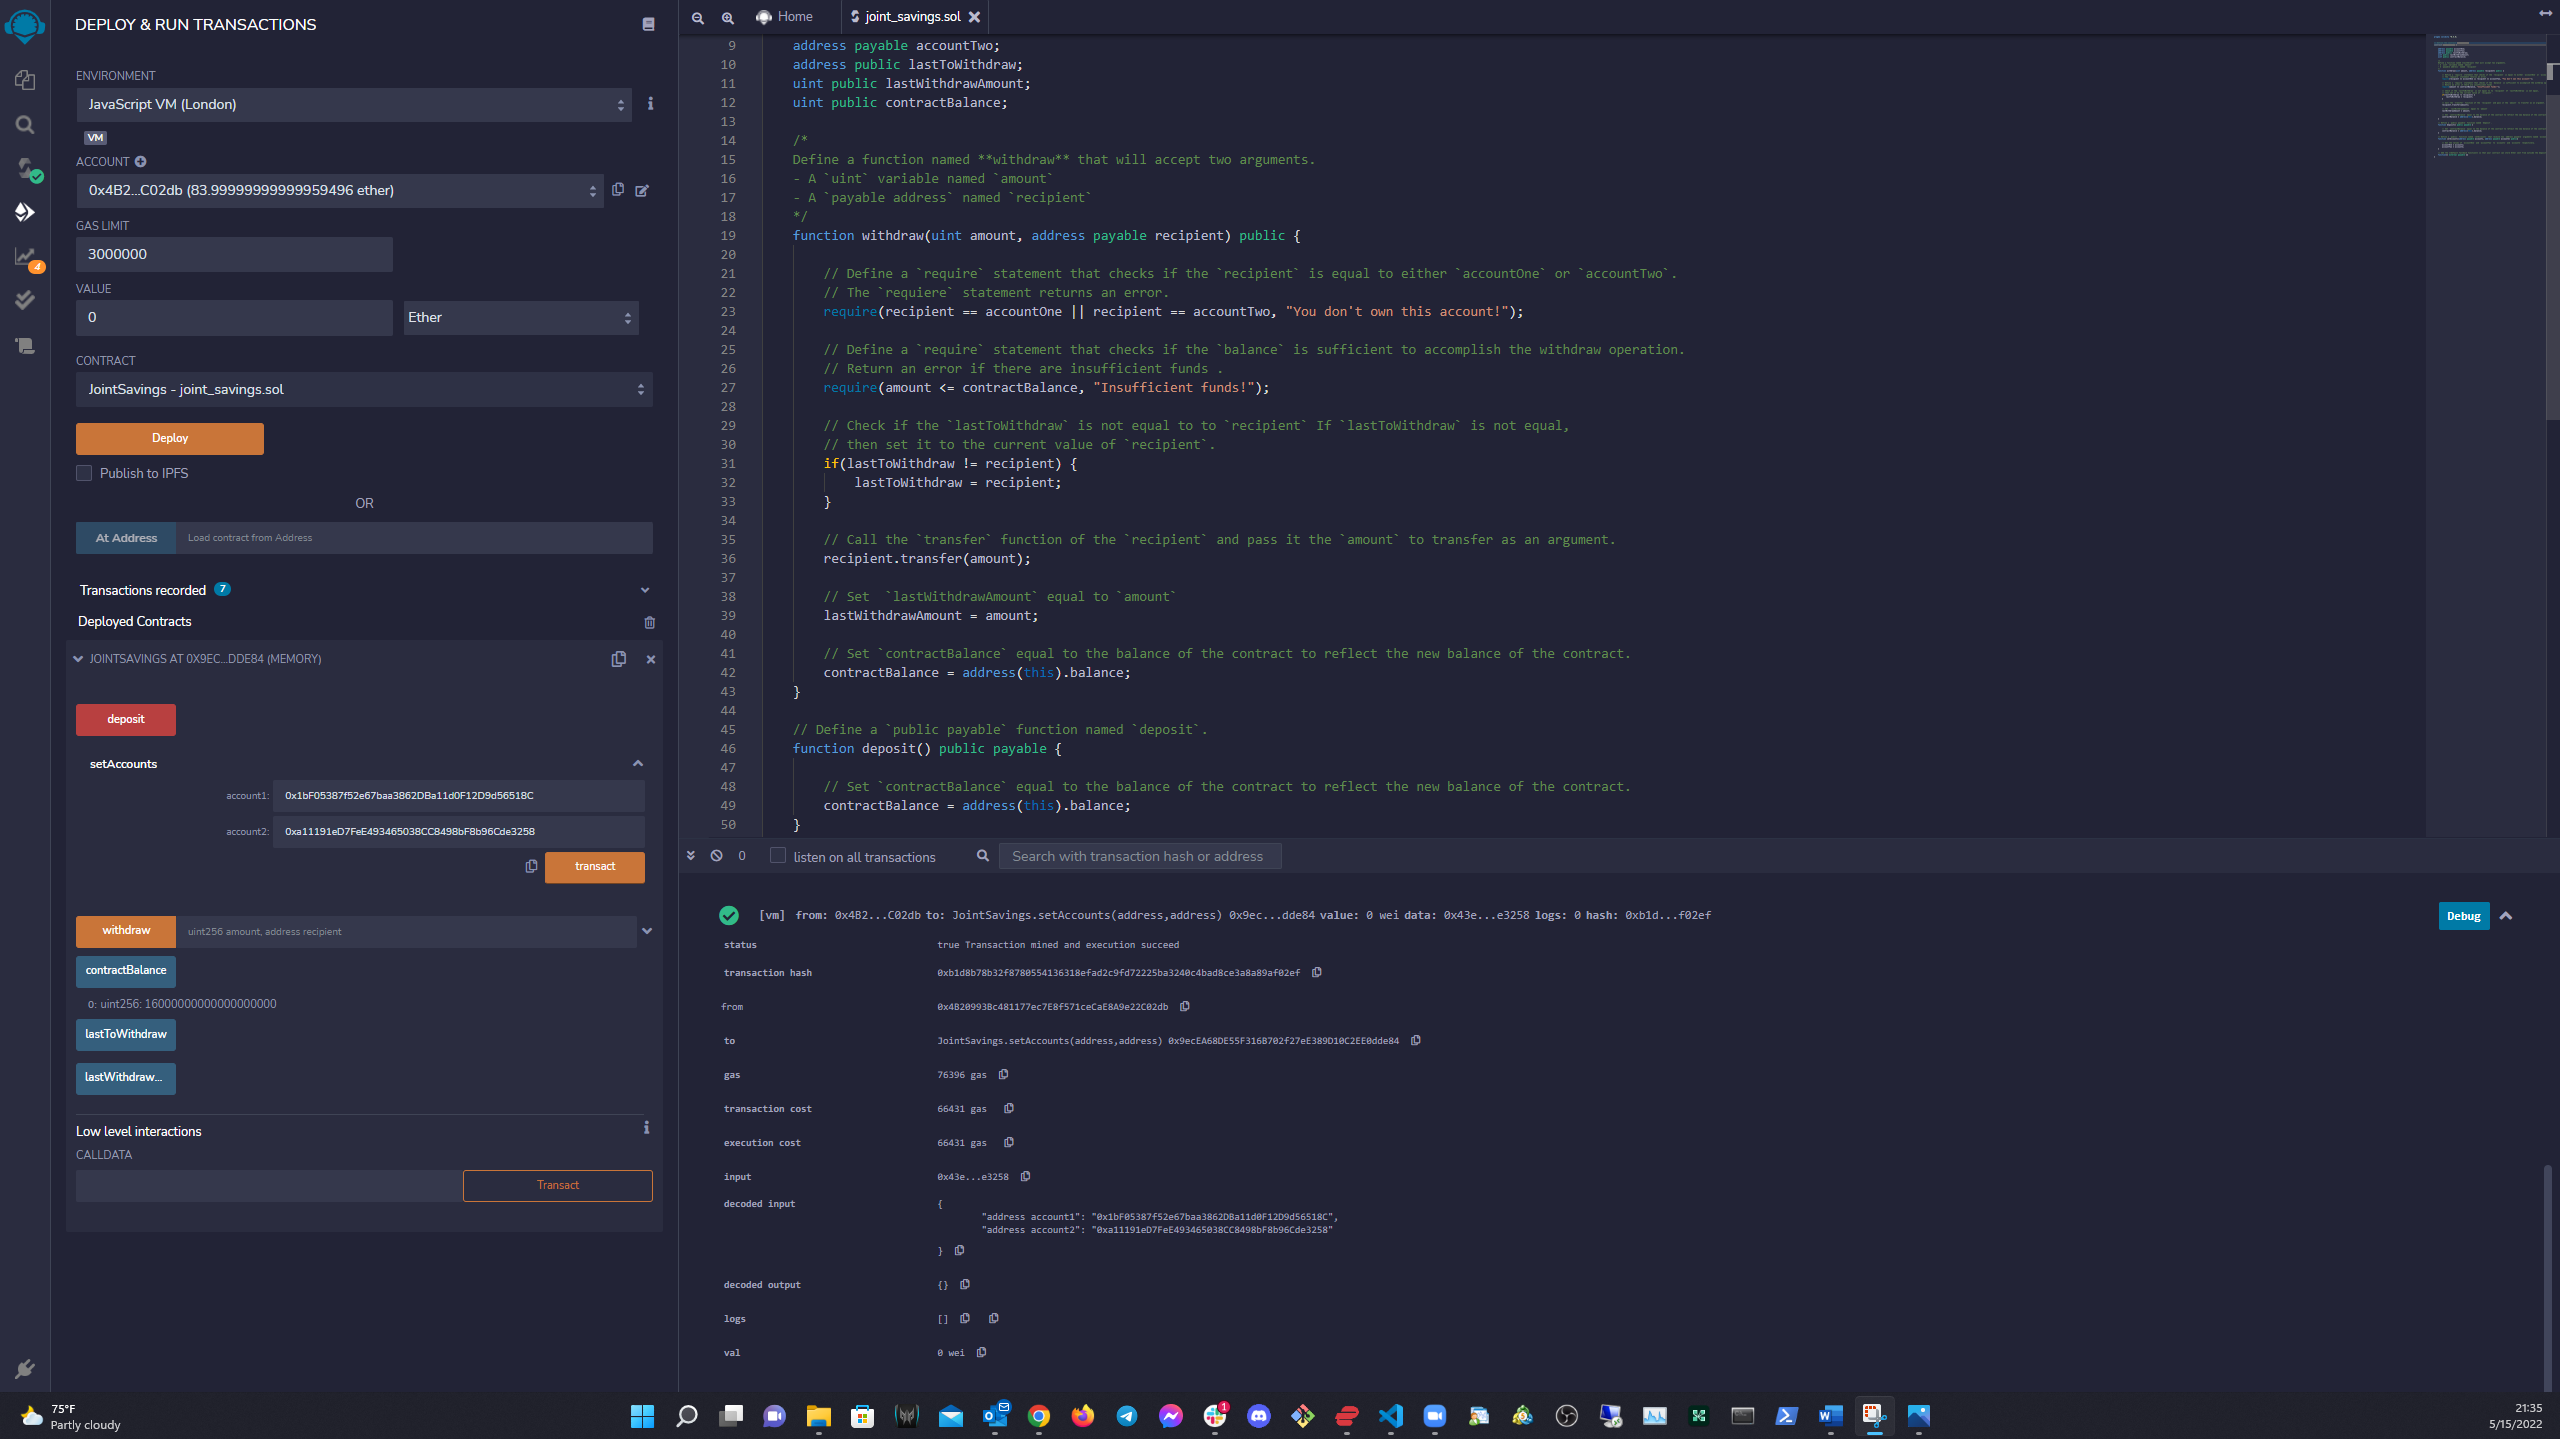 DEPLOY & RUN TRANSACTIONS
ENVIRONMENT
JavaScript VM (London)
VM
ACCOUNT
0x4B2...C02db (83.99999999999959496 ether)
GAS LIMIT
3000000
VALUE
0
Ether
CONTRACT
JointSavings - joint_savings.sol
Deploy
Publish to IPFS
OR
At Address
Load contract from Address
Transactions recorded 7
Deployed Contracts
JOINTSAVINGS AT 0X9EC...DDE84 (MEMORY)
deposit
setAccounts
account1: 0x1bF05387f52e67baa3862DBa11d0F12D9d56518C
account2: 0xa11191eD7FeE493465038CC8498bF8b96Cde3258
transact
withdraw
uint256 amount, address recipient
contractBalance
0: uint256: 16000000000000000000
lastToWithdraw
lastWithdraw...
Low level interactions
CALLDATA
Transact
4
Home
joint_savings.sol
9 address payable accountTwo;
10 address public lastToWithdraw;
11 uint public lastWithdrawAmount;
12 uint public contractBalance;
13
14 /*
15 Define a function named **withdraw** that will accept two arguments.
16 - A `uint` variable named `amount`
17 - A `payable address` named `recipient`
18 */
19 function withdraw(uint amount, address payable recipient) public {
20
21 // Define a `require` statement that checks if the `recipient` is equal to either `accountOne` or `accountTwo`.
22 // The `requiere` statement returns an error.
23 require(recipient == accountOne || recipient == accountTwo, "You don't own this account!");
24
25 // Define a `require` statement that checks if the `balance` is sufficient to accomplish the withdraw operation.
26 // Return an error if there are insufficient funds .
27 require(amount <= contractBalance, "Insufficient funds!");
28
29 // Check if the `lastToWithdraw` is not equal to to `recipient` If `lastToWithdraw` is not equal,
30 // then set it to the current value of `recipient`.
31 if(lastToWithdraw != recipient) {
32 lastToWithdraw = recipient;
33 }
34
35 // Call the `transfer` function of the `recipient` and pass it the `amount` to transfer as an argument.
36 recipient.transfer(amount);
37
38 // Set  `lastWithdrawAmount` equal to `amount`
39 lastWithdrawAmount = amount;
40
41 // Set `contractBalance` equal to the balance of the contract to reflect the new balance of the contract.
42 contractBalance = address(this).balance;
43 }
44
45 // Define a `public payable` function named `deposit`.
46 function deposit() public payable {
47
48 // Set `contractBalance` equal to the balance of the contract to reflect the new balance of the contract.
49 contractBalance = address(this).balance;
50 }
0
listen on all transactions
Search with transaction hash or address
[vm] from: 0x4B2...C02db to: JointSavings.setAccounts(address,address) 0x9ec...dde84 value: 0 wei data: 0x43e...e3258 logs: 0 hash: 0xb1d...f02ef
Debug
status true Transaction mined and execution succeed
transaction hash 0xb1d8b78b32f8780554136318efad2c9fd72225ba3240c4bad8ce3a8a89af02ef
from 0x4B20993Bc481177ec7E8f571ceCaE8A9e22C02db
to JointSavings.setAccounts(address,address) 0x9ecEA68DE55F316B702f27eE389D10C2EE0dde84
gas 76396 gas
transaction cost 66431 gas
execution cost 66431 gas
input 0x43e...e3258
decoded input {
"address account1": "0x1bF05387f52e67baa3862DBa11d0F12D9d56518C",
"address account2": "0xa11191eD7FeE493465038CC8498bF8b96Cde3258"
}
decoded output {}
logs []
val 0 wei
75°F
Partly cloudy
1
21:35
5/15/2022